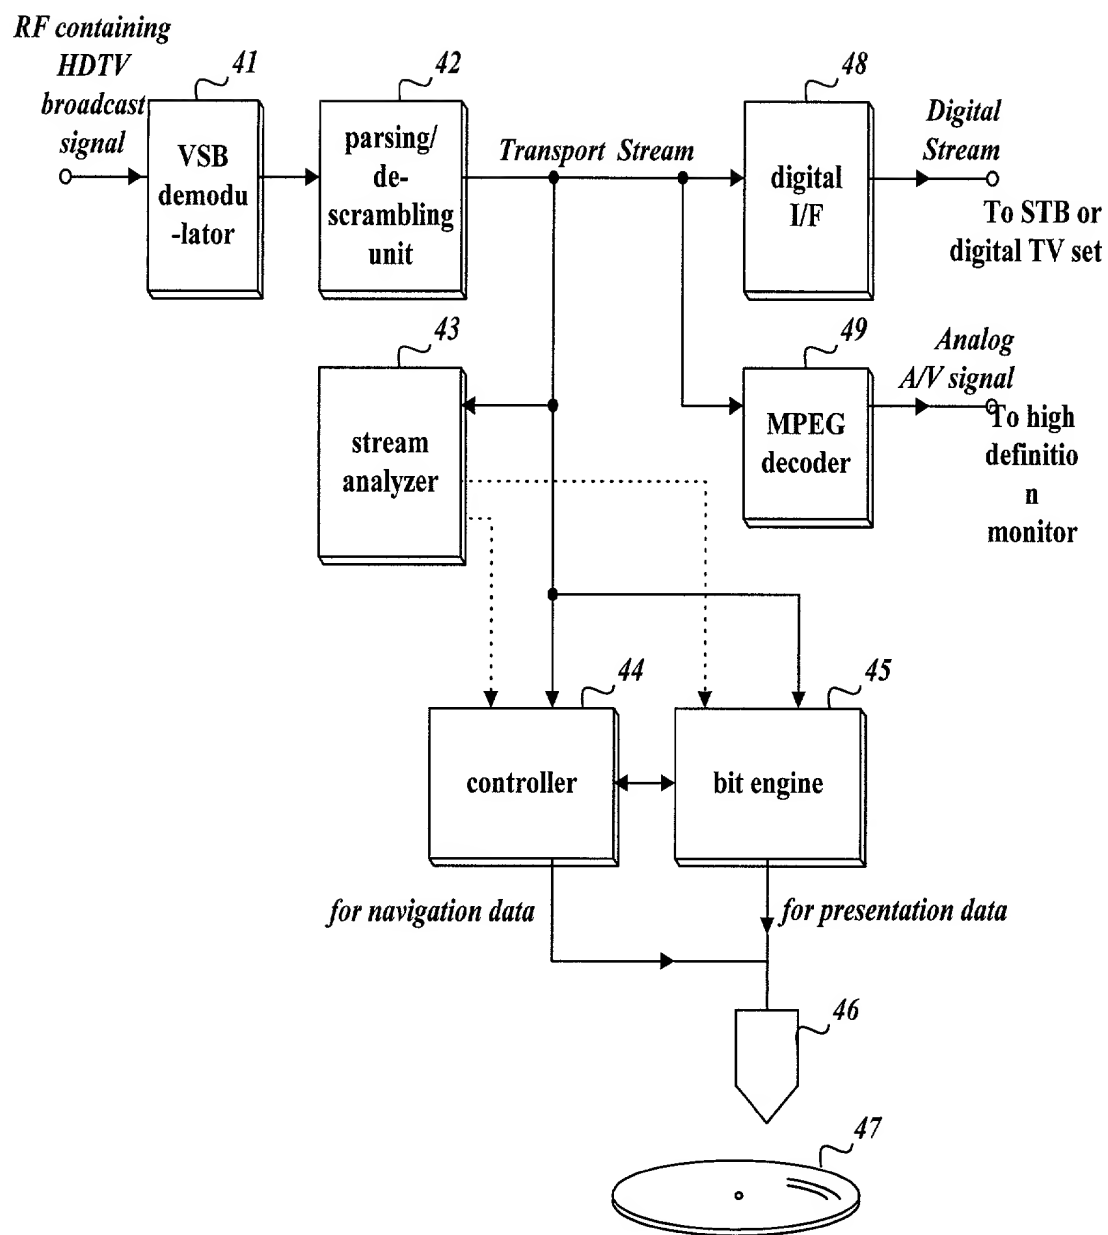 RF containing
HDTV
broadcast
signal
41
VSB
demodu
-lator
42
parsing/
de-
scrambling
unit
Transport Stream
48
digital
I/F
Digital
Stream
To STB or
digital TV set
43
stream
analyzer
49
MPEG
decoder
Analog
A/V signal
To high
definitio
n
monitor
44
controller
45
bit engine
for navigation data
for presentation data
46
47